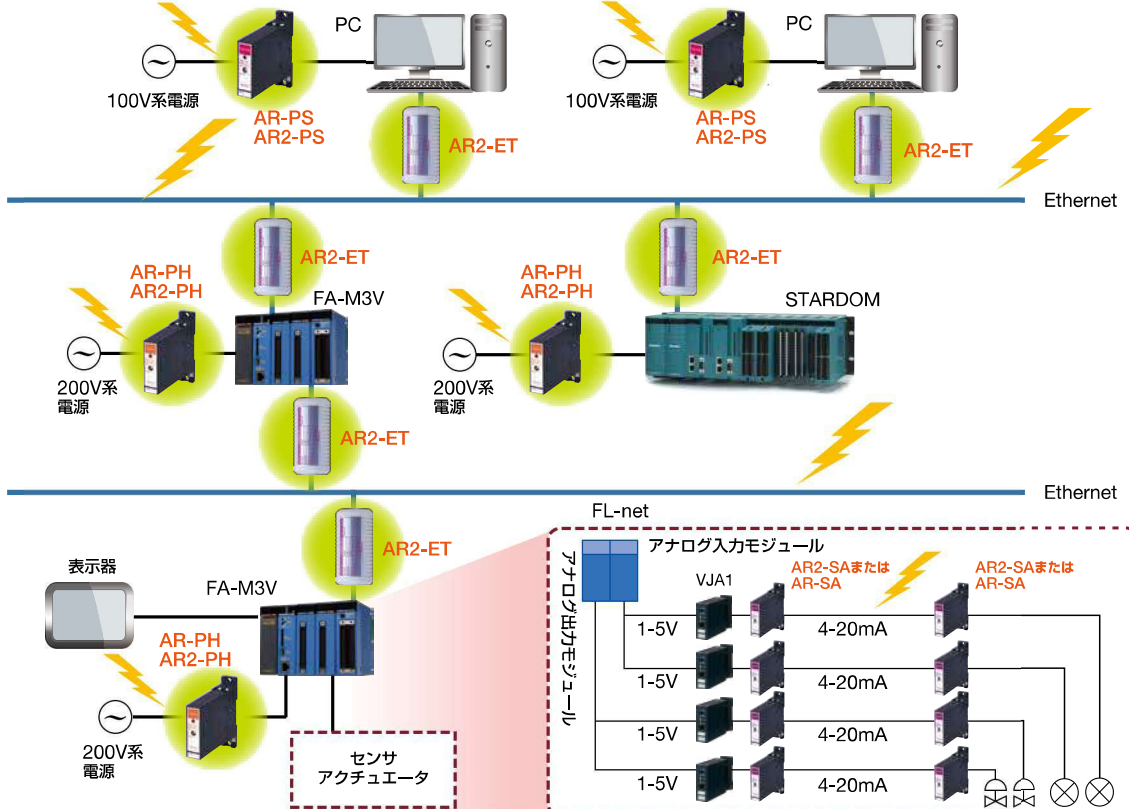 PC
100V系電源
AR-PS
AR2-PS
AR2-ET
PC
100V系電源
AR-PS
AR2-PS
AR2-ET
Ethernet
AR2-ET
AR-PH
AR2-PH
FA-M3V
200V系
電源
AR2-ET
AR-PH
AR2-PH
STARDOM
200V系
電源
AR2-ET
Ethernet
FL-net
AR2-ET
表示器
FA-M3V
AR-PH
AR2-PH
200V系
電源
センサ
アクチュエータ
アナログ入力モジュール
アナログ出力モジュール
VJA1
AR2-SAまたは
AR-SA
AR2-SAまたは
AR-SA
1-5V
4-20mA
1-5V
4-20mA
1-5V
4-20mA
1-5V
4-20mA